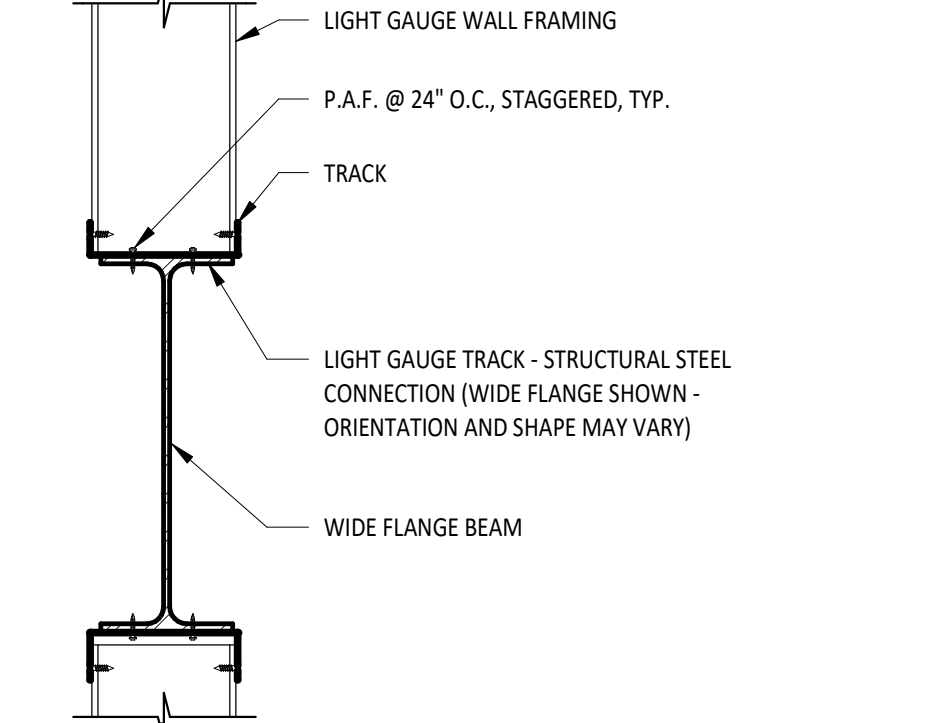 LIGHT GAUGE WALL FRAMING
P.A.F. @ 24" O.C., STAGGERED, TYP.
TRACK
LIGHT GAUGE TRACK - STRUCTURAL STEEL
CONNECTION (WIDE FLANGE SHOWN -
ORIENTATION AND SHAPE MAY VARY)
WIDE FLANGE BEAM